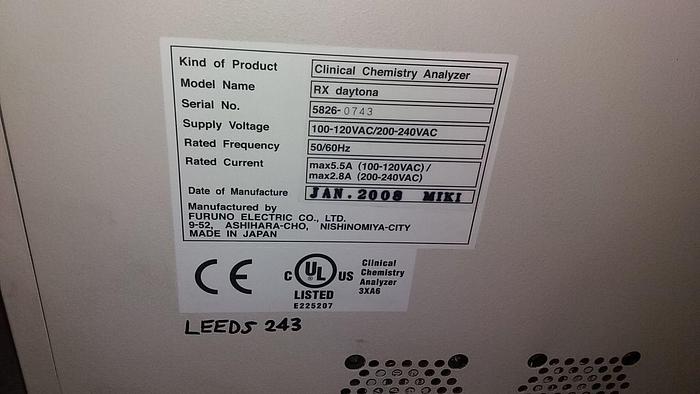 Kind of Product Clinical Chemistry Analyzer
Model Name RX daytona
Serial No. 5826-0743
Supply Voltage 100-120VAC/200-240VAC
Rated Frequency 50/60Hz
Rated Current max5.5A (100-120VAC) /
max2.8A (200-240VAC)
Date of Manufacture JAN. 2008 MIKI
Manufactured by
FURUNO ELECTRIC CO., LTD.
9-52, ASHIHARA-CHO, NISHINOMIYA-CITY
MADE IN JAPAN
CE
C UL ® US
LISTED
E225207
Clinical
Chemistry
Analyzer
3XA6
LEEDS 243